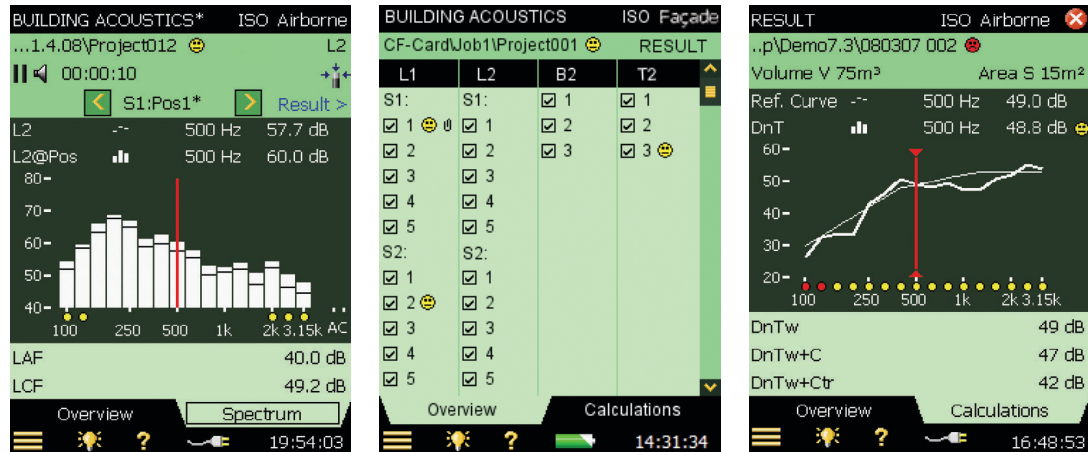 BUILDING ACOUSTICS* ISO Airborne
...1.4.08\Project012 L2
00:00:10
S1:Pos1* Result >
L2 500 Hz 57.7 dB
L2@Pos 500 Hz 60.0 dB
80
70
60
50
40
100 250 500 1k 2k 3.15k AC
LAF 40.0 dB
LCF 49.2 dB
Overview Spectrum
? 19:54:03
BUILDING ACOUSTICS ISO Façade
CF-Card\Job1\Project001 RESULT
L1 L2 B2 T2
S1: S1: 1 1
1 1 2 2
2 2 3 3
3 3
4 4
5 5
S2: S2:
1 1
2 2
3 3
4 4
5 5
Overview Calculations
? 14:31:34
RESULT ISO Airborne
..p\Demo7.3\080307 002
Volume V 75m³ Area S 15m²
Ref. Curve 500 Hz 49.0 dB
DnT 500 Hz 48.8 dB
60
50
40
30
20
100 250 500 1k 2k 3.15k
DnTw 49 dB
DnTw+C 47 dB
DnTw+Ctr 42 dB
Overview Calculations
? 16:48:53